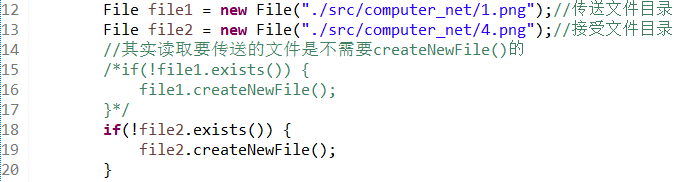 12 File file1 = new File("./src/computer_net/1.png");//传送文件目录
13 File file2 = new File("./src/computer_net/4.png");//接受文件目录
14 //其实读取要传送的文件是不需要createNewFile()的
15 /*if(!file1.exists()) {
16 file1.createNewFile();
17 }*/
18 if(!file2.exists()) {
19 file2.createNewFile();
20 }